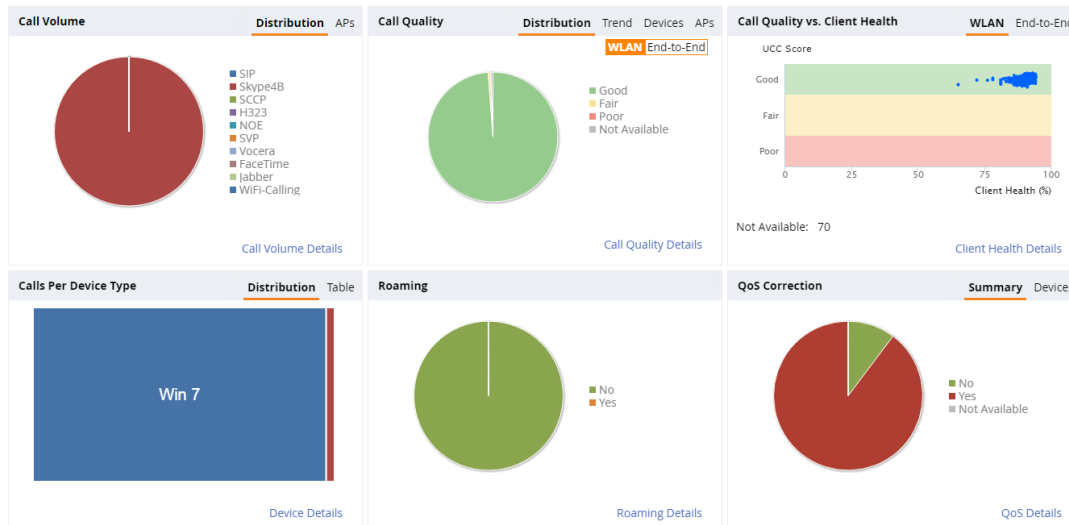 Call Volume
Distribution APs
SIP
Skype4B
SCCP
H323
NOE
SVP
Vocera
FaceTime
Jabber
WiFi-Calling
Call Volume Details
Call Quality
Distribution Trend Devices APs
WLAN End-to-End
Good
Fair
Poor
Not Available
Call Quality Details
Call Quality vs. Client Health
WLAN End-to-End
UCC Score
Good
Fair
Poor
0 25 50 75 100
Client Health (%)
Not Available: 70
Client Health Details
Calls Per Device Type
Distribution Table
Win 7
Device Details
Roaming
No
Yes
Roaming Details
QoS Correction
Summary Device
No
Yes
Not Available
QoS Details